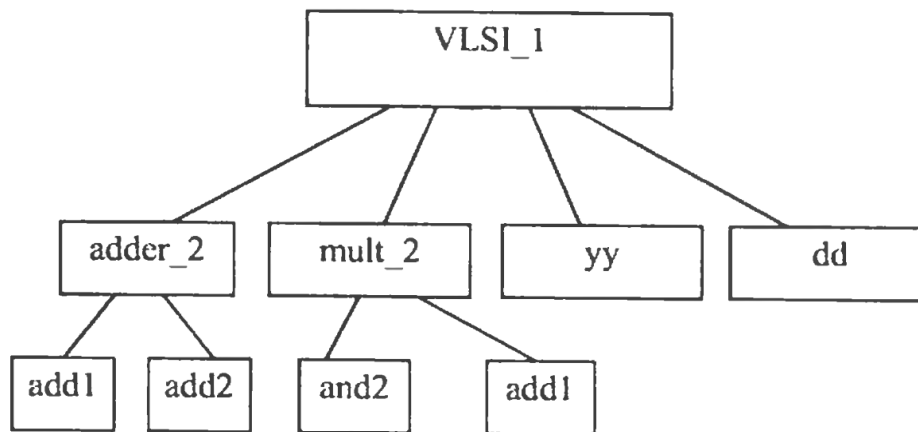 VLSI_1
adder_2
mult_2
yy
dd
add1
add2
and2
add1